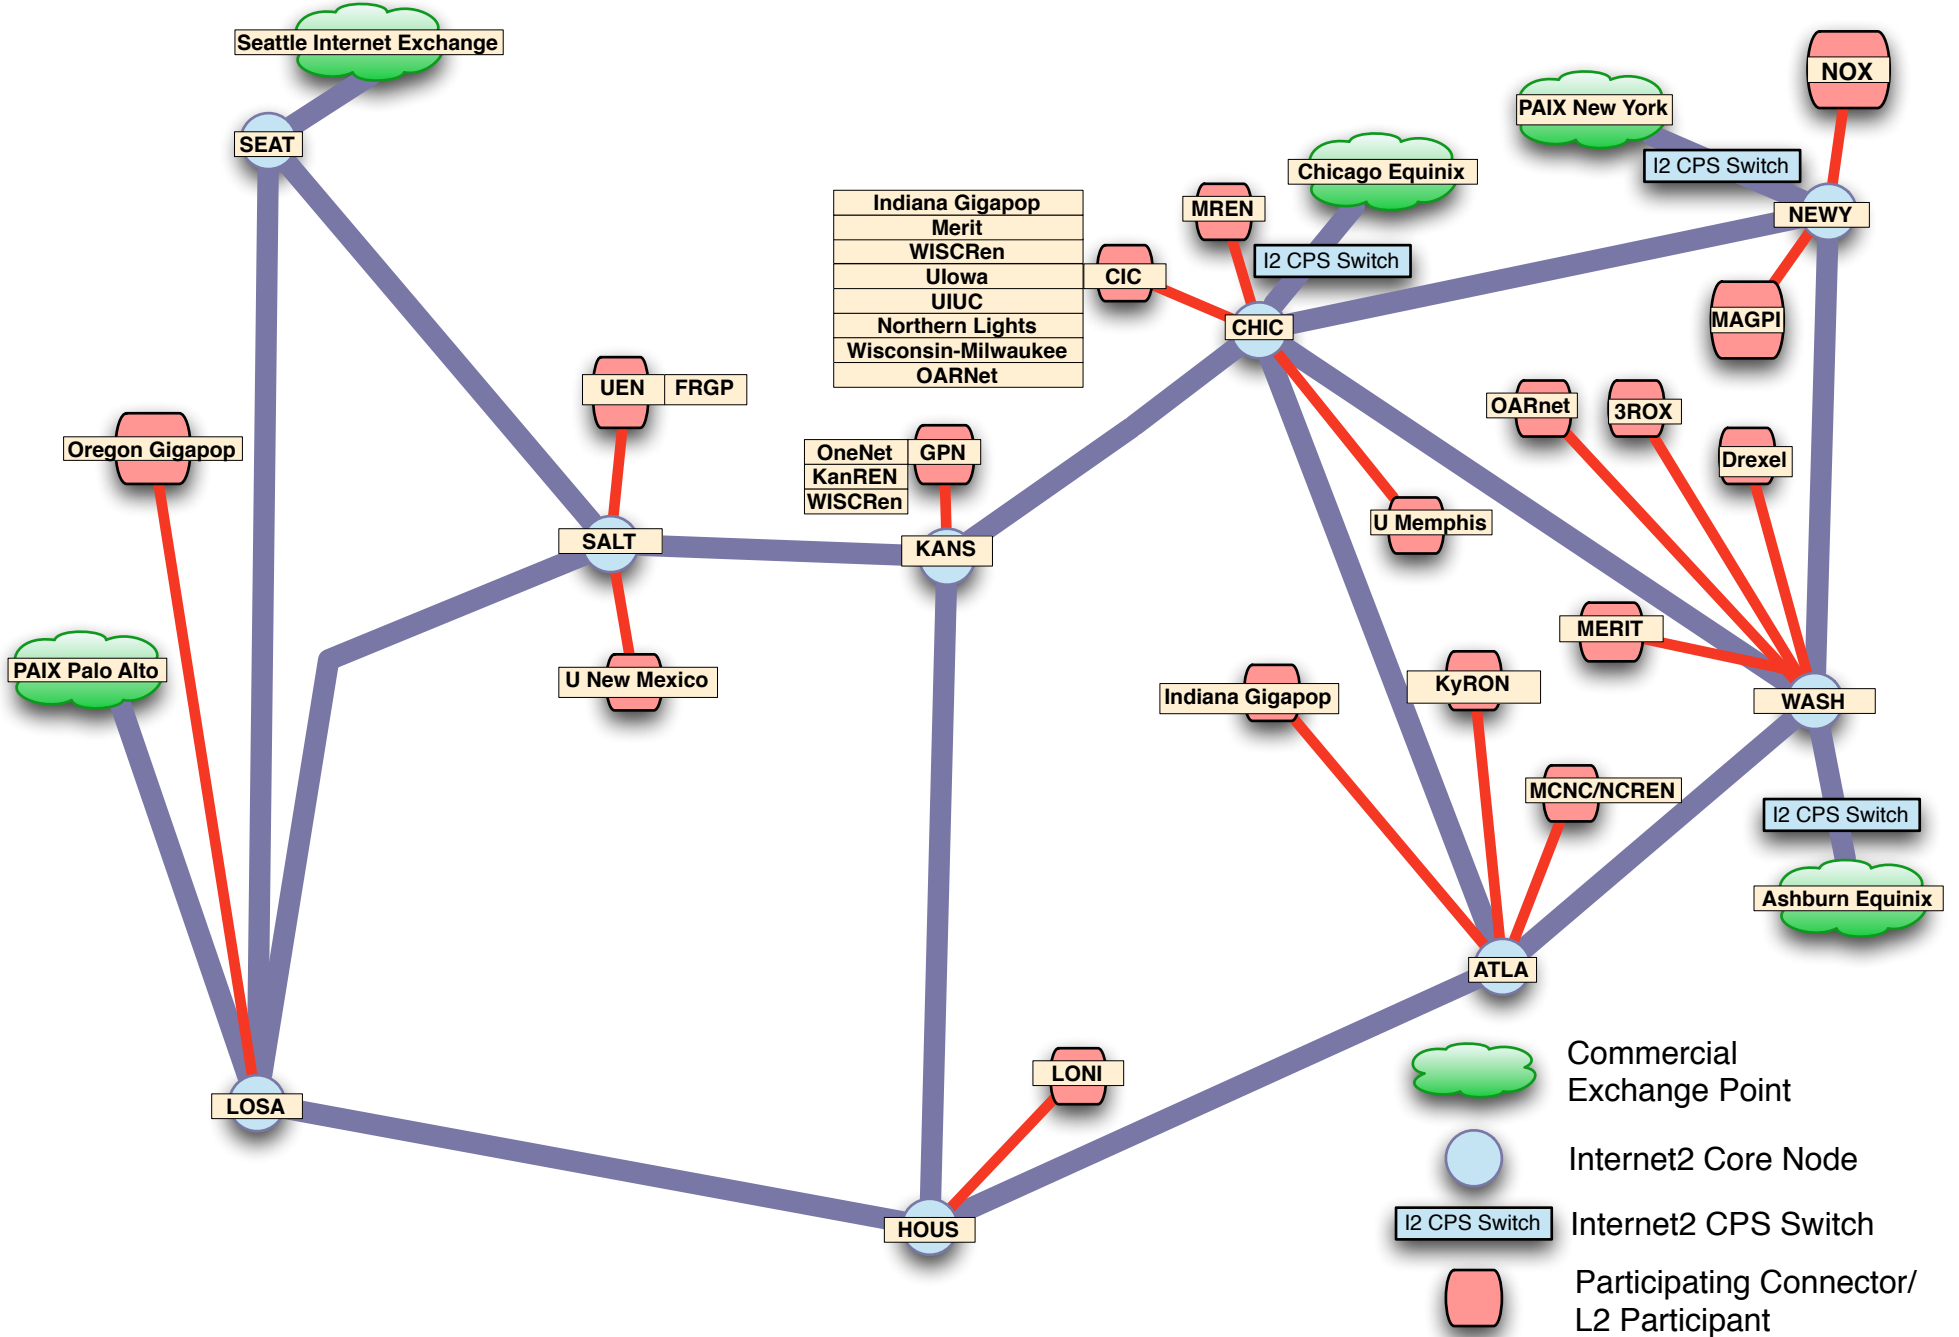 Seattle Internet Exchange
SEAT
NOX
PAIX New York
I2 CPS Switch
NEWY
Chicago Equinix
MREN
I2 CPS Switch
Indiana Gigapop
Merit
WISCRen
UIowa
UIUC
Northern Lights
Wisconsin-Milwaukee
OARNet
CIC
CHIC
MAGPI
UEN
FRGP
OARnet
3ROX
Drexel
Oregon Gigapop
OneNet
GPN
KanREN
WISCRen
U Memphis
SALT
KANS
MERIT
PAIX Palo Alto
U New Mexico
Indiana Gigapop
KyRON
WASH
MCNC/NCREN
I2 CPS Switch
Ashburn Equinix
ATLA
LONI
LOSA
HOUS
Commercial
Exchange Point
Internet2 Core Node
I2 CPS Switch
Internet2 CPS Switch
Participating Connector/
L2 Participant